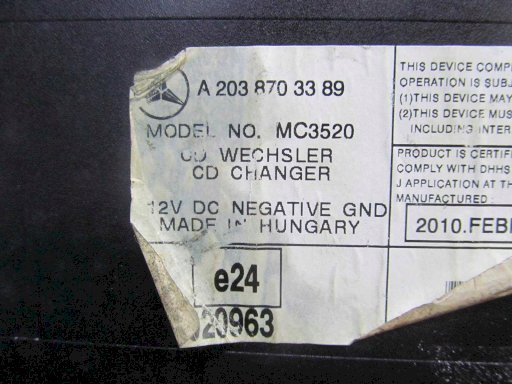 A 203 870 33 89
MODEL NO. MC3520
CD WECHSLER
CD CHANGER
12V DC NEGATIVE GND
MADE IN HUNGARY
e24
20963
THIS DEVICE COMPL
OPERATION IS SUBJ
(1)THIS DEVICE MAY
(2)THIS DEVICE MUS
INCLUDING INTER
PRODUCT IS CERTIFI
COMPLY WITH DHHS
J APPLICATION AT TH
MANUFACTURED :
2010.FEB